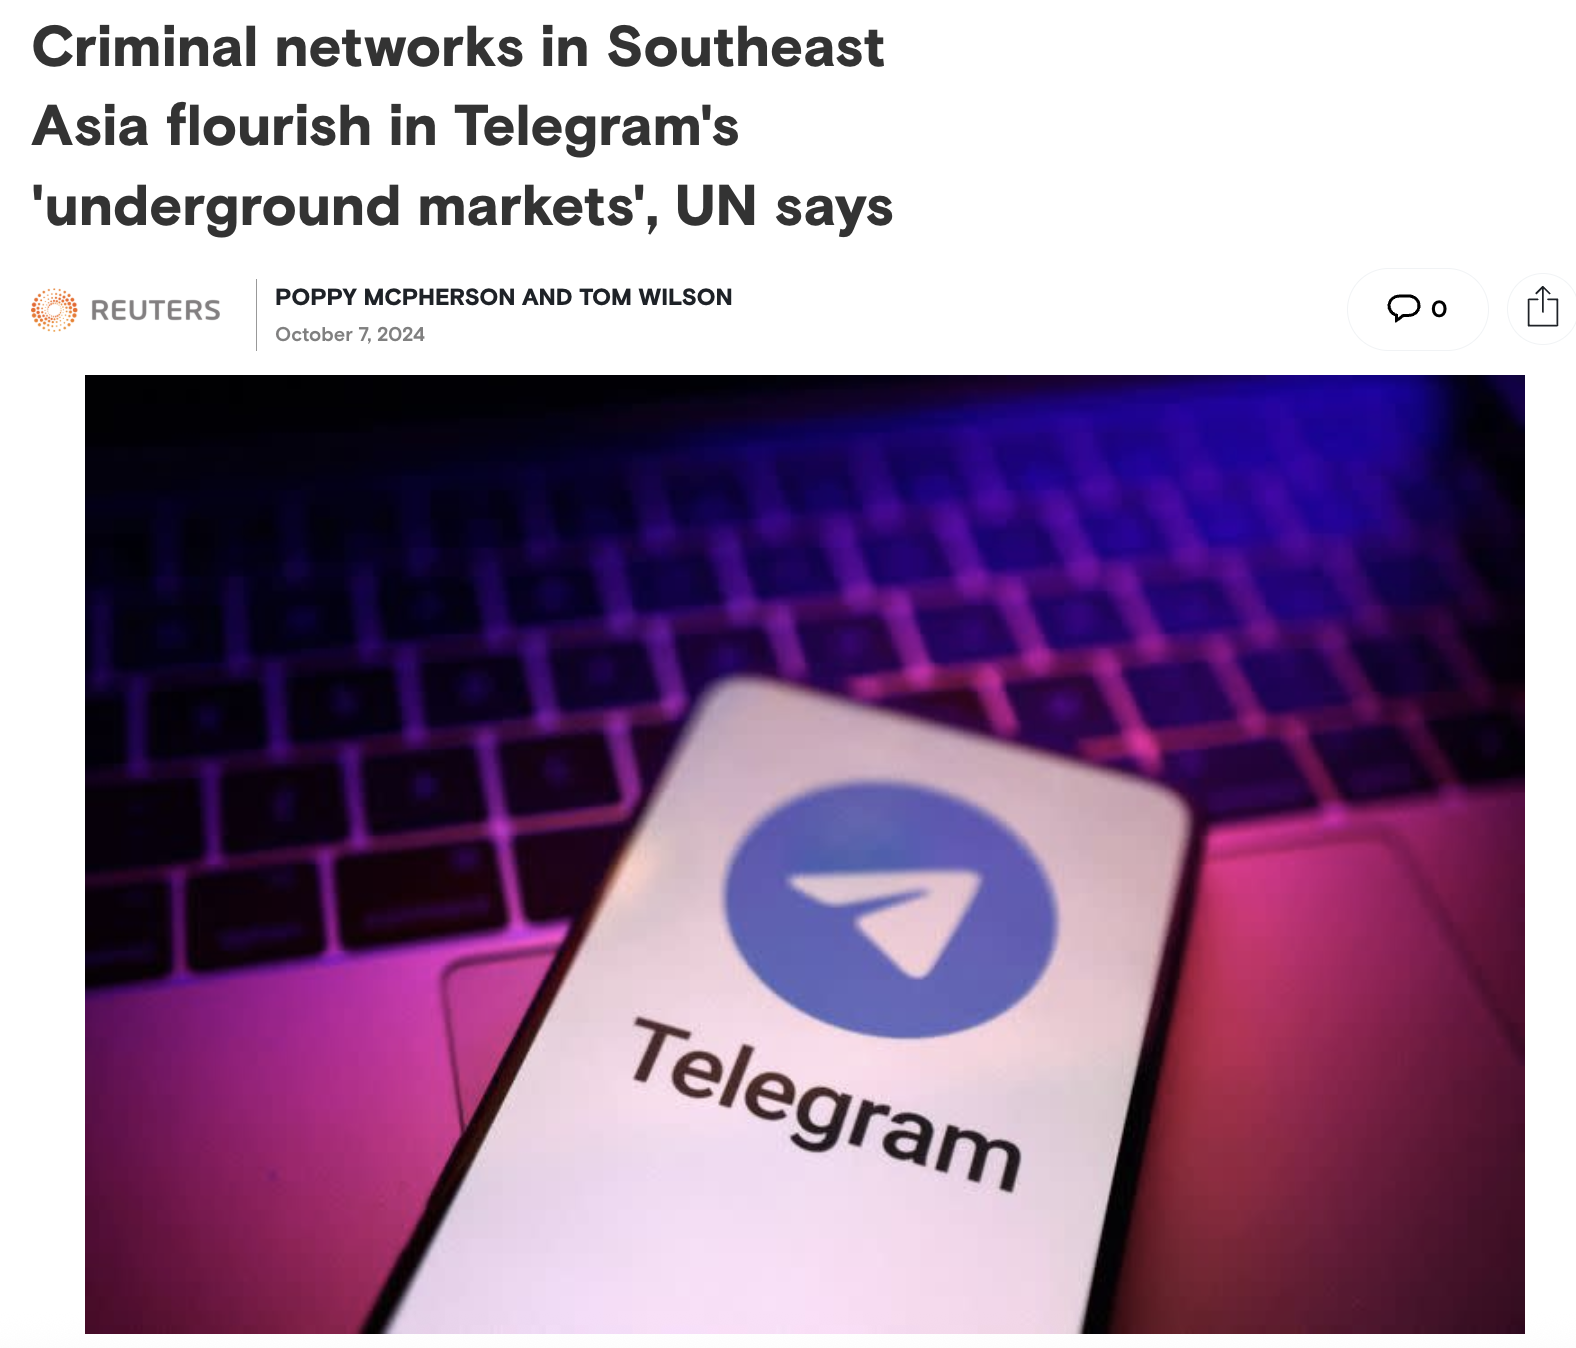 Criminal networks in Southeast
Asia flourish in Telegram's
'underground markets', UN says
REUTERS
POPPY MCPHERSON AND TOM WILSON
October 7, 2024
0
Telegram